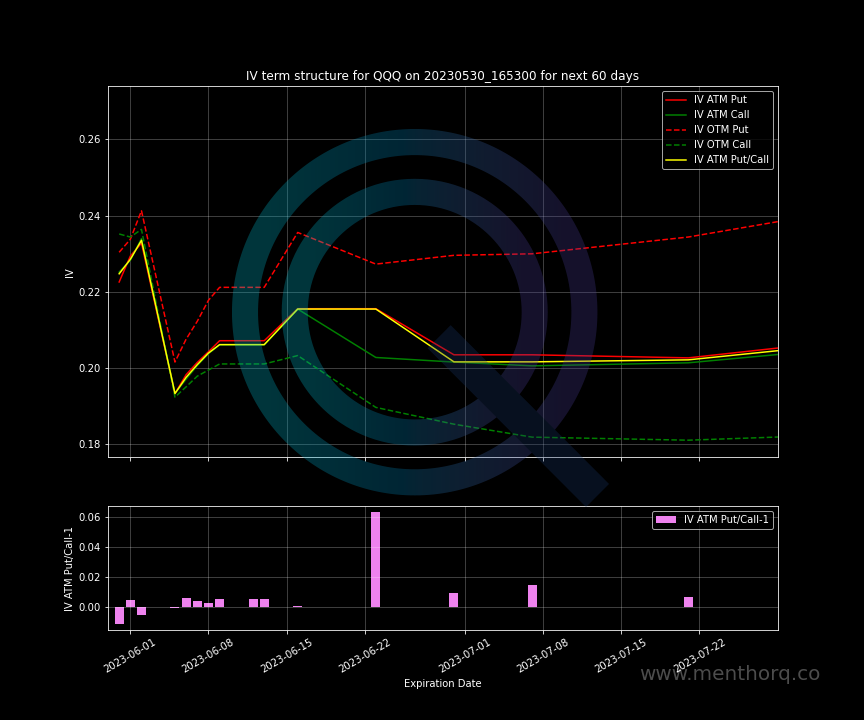 IV term structure for QQQ on 20230530_165300 for next 60 days
IV ATM Put
IV ATM Call
IV OTM Put
IV OTM Call
IV ATM Put/Call
0.26
0.24
0.22
0.20
0.18
IV
IV ATM Put/Call-1
0.06
0.04
0.02
0.00
IV ATM Put/Call-1
2023-06-01
2023-06-08
2023-06-15
2023-06-22
2023-07-01
2023-07-08
2023-07-15
2023-07-22
Expiration Date
www.menthorq.co